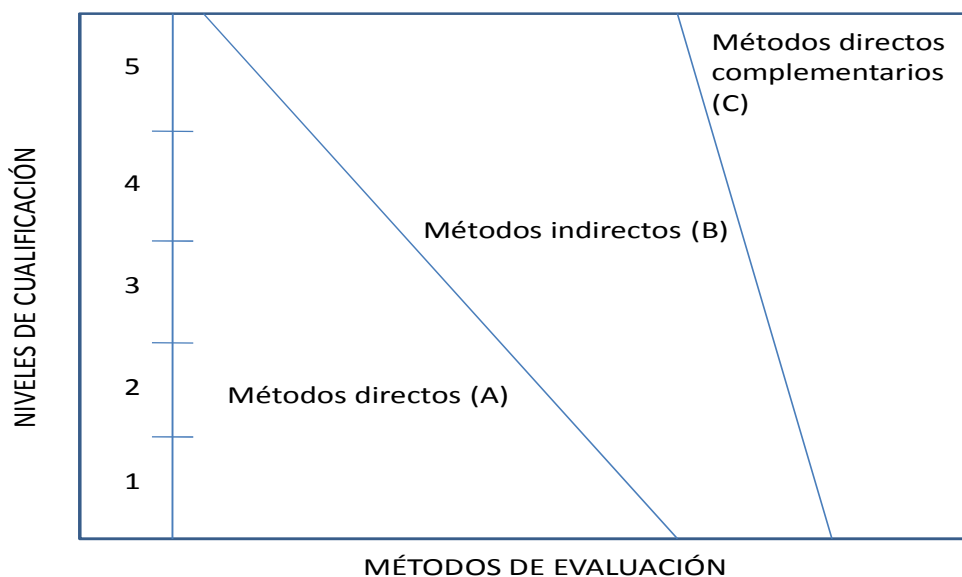 NIVELES DE CUALIFICACIÓN
5
4
3
2
1
Métodos directos
complementarios
(C)
Métodos indirectos (B)
Métodos directos (A)
MÉTODOS DE EVALUACIÓN